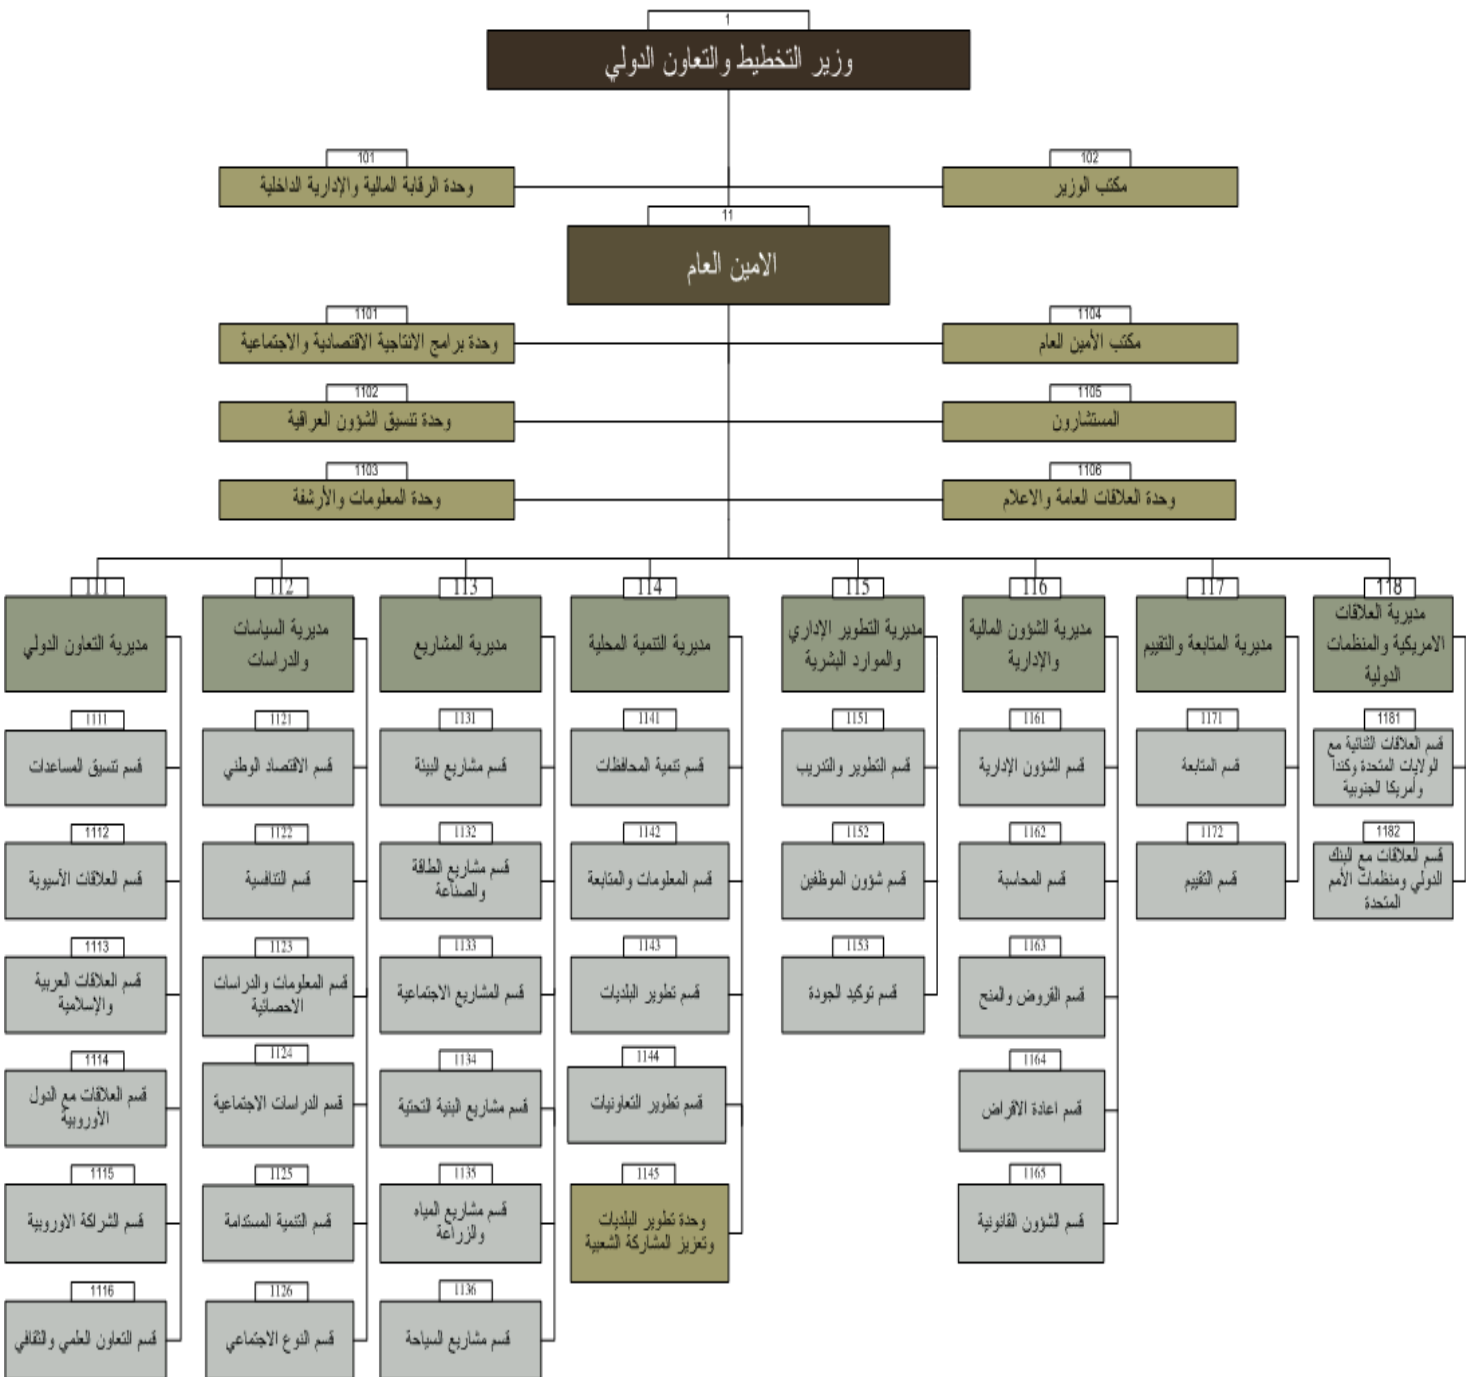 1
وزير التخطيط والتعاون الدولي
102
مكتب الوزير
101
وحدة الرقابة المالية والإدارية الداخلية
11
الامين العام
1104
مكتب الأمين العام
1101
وحدة برامج الانتاجية الاقتصادية والاجتماعية
1105
المستشارون
1102
وحدة تنسيق الشؤون العراقية
1106
وحدة العلاقات العامة والاعلام
1103
وحدة المعلومات والأرشفة
118
مديرية العلاقات
الامريكية والمنظمات
الدولية
1181
قسم العلاقات الثنائية مع
الولايات المتحدة وكندا
وأمريكا الجنوبية
1182
قسم العلاقات مع البنك
الدولي ومنظمات الأمم
المتحدة
117
مديرية المتابعة والتقييم
1171
قسم المتابعة
1172
قسم التقييم
116
مديرية الشؤون المالية
والإدارية
1161
قسم الشؤون الإدارية
1162
قسم المحاسبة
1163
قسم القروض والمنح
1164
قسم اعادة الاقراض
1165
قسم الشؤون القانونية
115
مديرية التطوير الإداري
والموارد البشرية
1151
قسم التطوير والتدريب
1152
قسم شؤون الموظفين
1153
قسم توكيد الجودة
114
مديرية التنمية المحلية
1141
قسم تنمية المحافظات
1142
قسم المعلومات والمتابعة
1143
قسم تطوير البلديات
1144
قسم تطوير التعاونيات
1145
وحدة تطوير البلديات
وتعزيز المشاركة الشعبية
113
مديرية المشاريع
1131
قسم مشاريع البيئة
1132
قسم مشاريع الطاقة
والصناعة
1133
قسم المشاريع الاجتماعية
1134
قسم مشاريع البنية التحتية
1135
قسم مشاريع المياه
والزراعة
1136
قسم مشاريع السياحة
112
مديرية السياسات
والدراسات
1121
قسم الاقتصاد الوطني
1122
قسم التنافسية
1123
قسم المعلومات والدراسات
الاحصائية
1124
قسم الدراسات الاجتماعية
1125
قسم التنمية المستدامة
1126
قسم النوع الاجتماعي
111
مديرية التعاون الدولي
1111
قسم تنسيق المساعدات
1112
قسم العلاقات الأسيوية
1113
قسم العلاقات العربية
والإسلامية
1114
قسم العلاقات مع الدول
الأوروبية
1115
قسم الشراكة الاوروبية
1116
قسم التعاون العلمي والثقافي